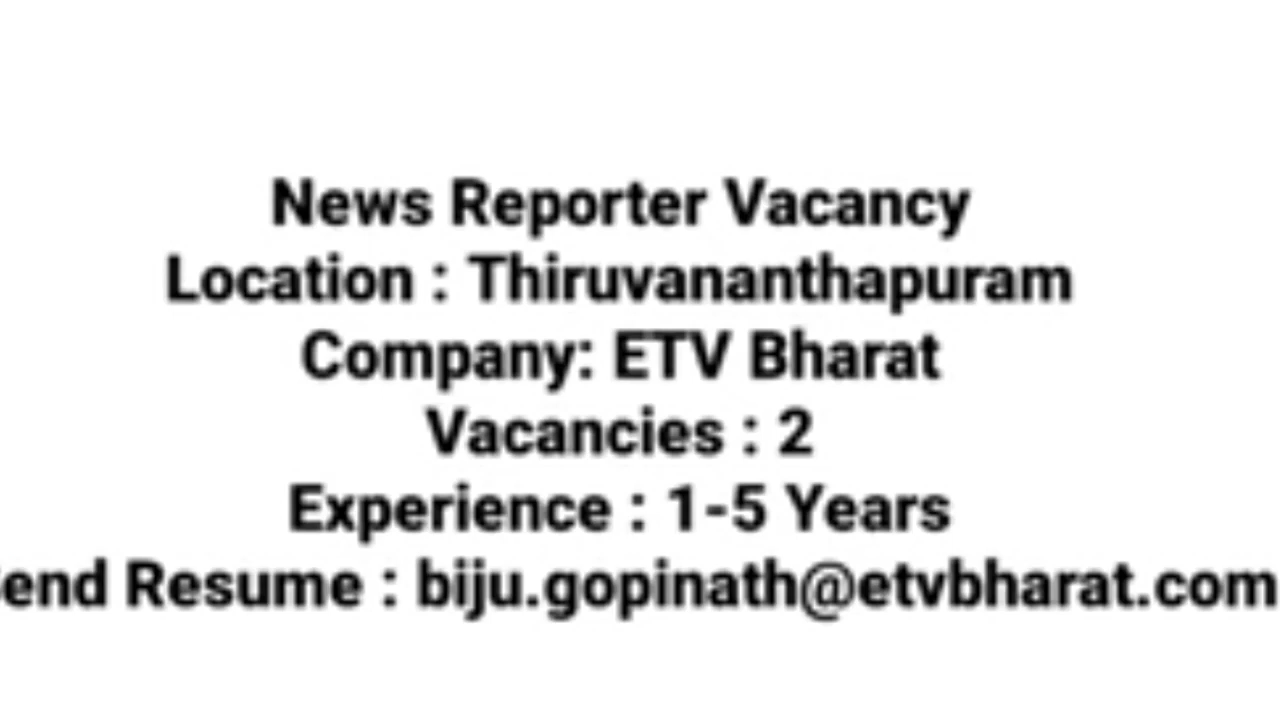 News Reporter Vacancy
Location : Thiruvananthapuram
Company: ETV Bharat
Vacancies : 2
Experience : 1-5 Years
end Resume : biju.gopinath@etvbharat.com